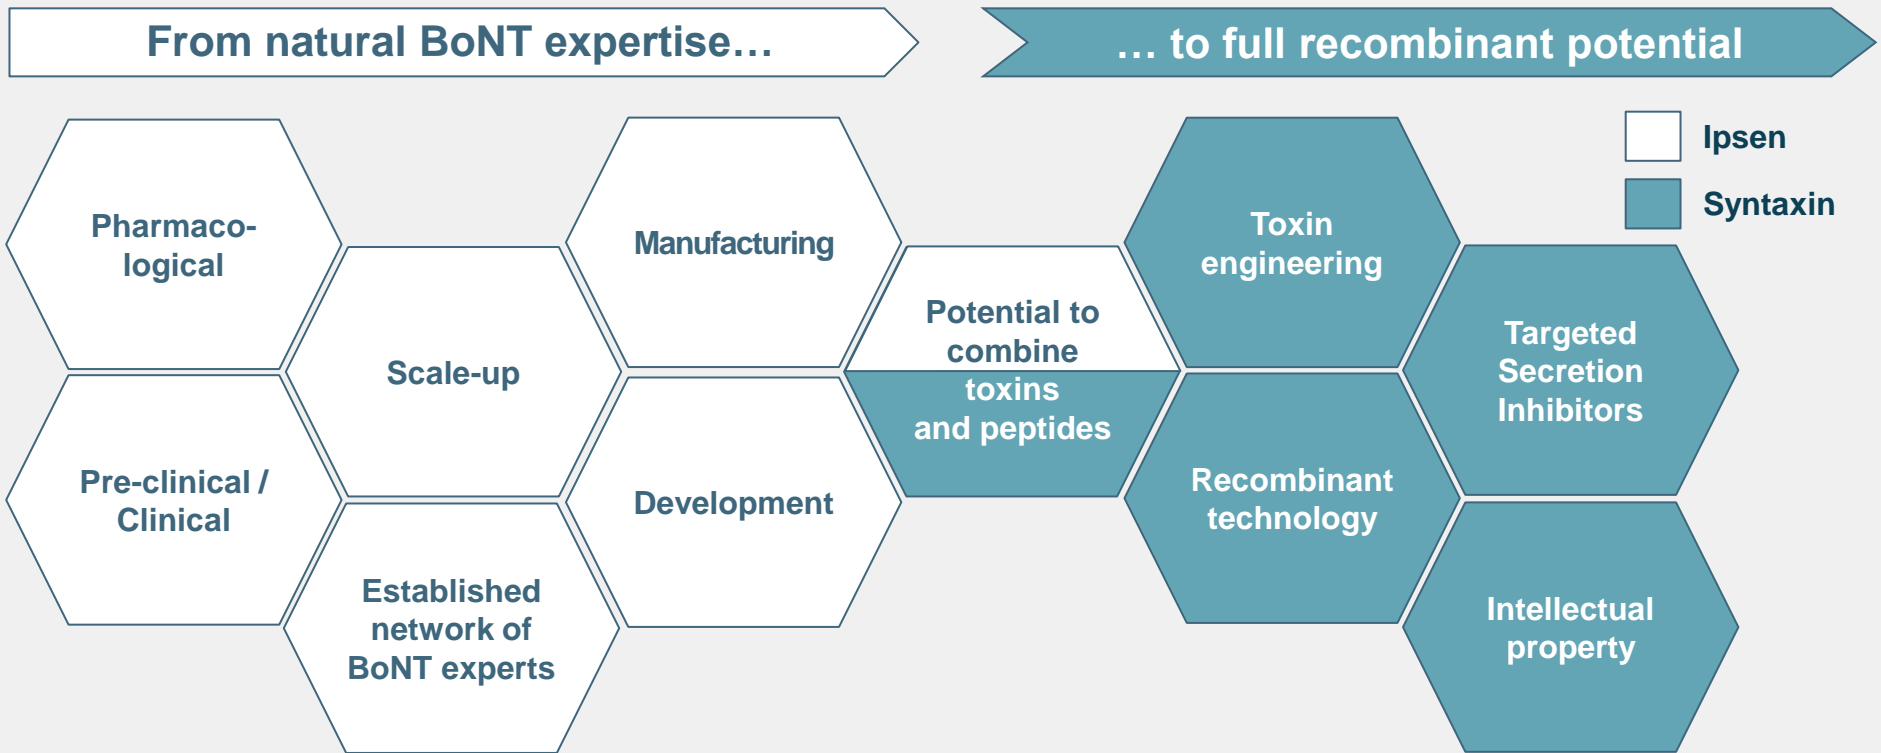 From natural BoNT expertise…
… to full recombinant potential
Ipsen
Syntaxin
Pharmaco-
logical
Pre-clinical /
Clinical
Scale-up
Established
network of
BoNT experts
Manufacturing
Development
Potential to
combine
toxins
and peptides
Toxin
engineering
Recombinant
technology
Targeted
Secretion
Inhibitors
Intellectual
property